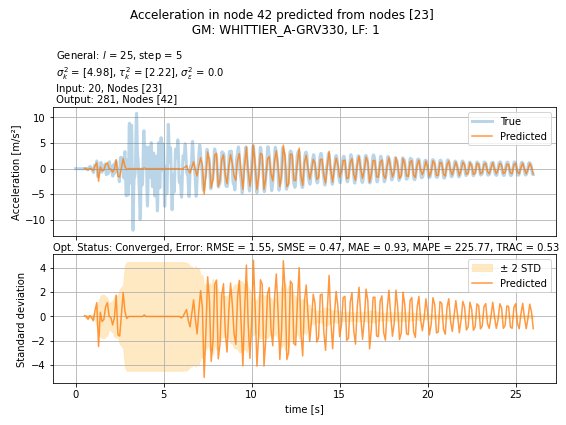 Acceleration in node 42 predicted from nodes [23]
GM: WHITTIER_A-GRV330, LF: 1
General: l = 25, step = 5
σ²ₖ = [4.98], τ²ₖ = [2.22], σ²ε = 0.0
Input: 20, Nodes [23]
Output: 281, Nodes [42]
10
5
0
−5
−10
Acceleration [m/s²]
True
Predicted
Opt. Status: Converged, Error: RMSE = 1.55, SMSE = 0.47, MAE = 0.93, MAPE = 225.77, TRAC = 0.53
4
2
0
−2
−4
Standard deviation
± 2 STD
Predicted
0 5 10 15 20 25
time [s]